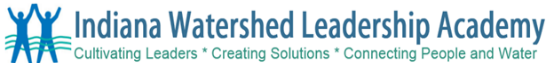 Indiana Watershed Leadership Academy
Cultivating Leaders * Creating Solutions * Connecting People and Water